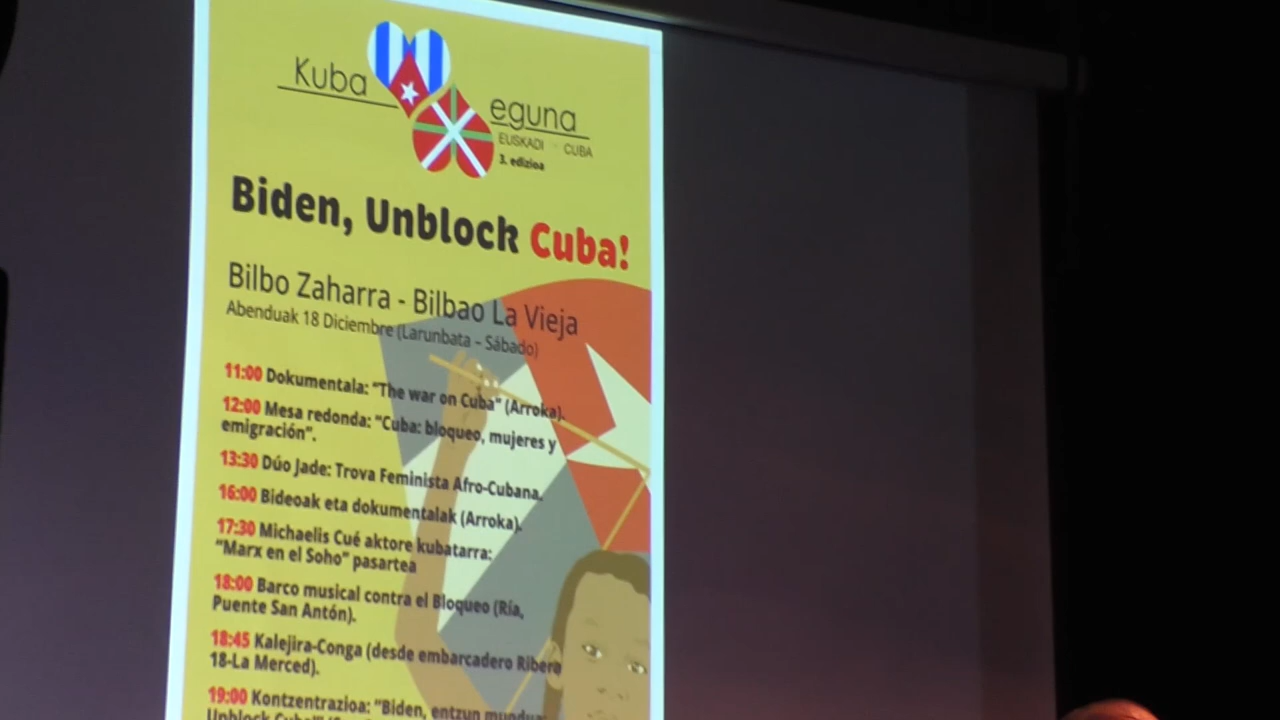 Kuba
eguna
EUSKADI - CUBA
3. edizioa
Biden, Unblock Cuba!
Bilbo Zaharra - Bilbao La Vieja
Abenduak 18 Diciembre (Larunbata - Sábado)
11:00 Dokumentala: "The war on Cuba" (Arroka).
12:00 Mesa redonda: "Cuba: bloqueo, mujeres y
emigración".
13:30 Dúo Jade: Trova Feminista Afro-Cubana.
16:00 Bideoak eta dokumentalak (Arroka).
17:30 Michaelis Cué aktore kubatarra:
"Marx en el Soho" pasartea
18:00 Barco musical contra el Bloqueo (Ría,
Puente San Antón).
18:45 Kalejira-Conga (desde embarcadero Ribera
18-La Merced).
19:00 Kontzentrazioa: "Biden, entzun mundua
Unblock Cuba!"